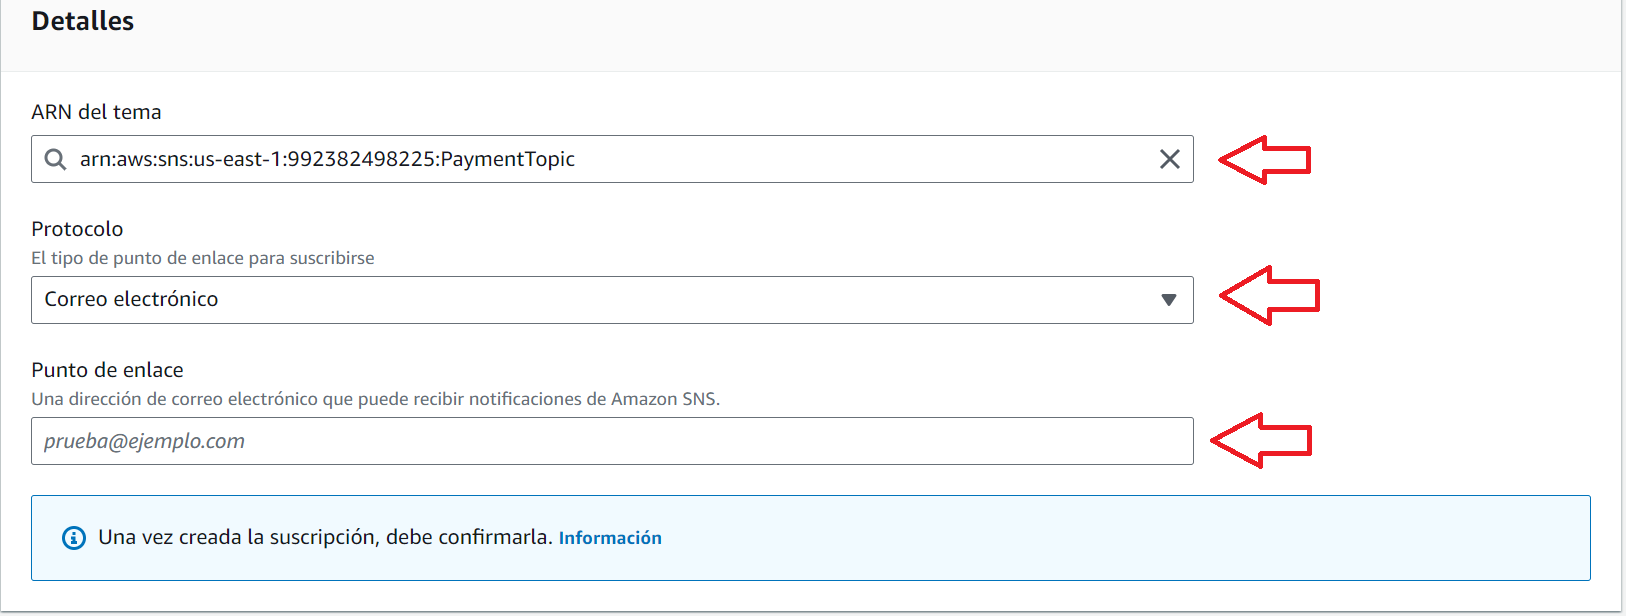 Detalles
ARN del tema
arn:aws:sns:us-east-1:992382498225:PaymentTopic
Protocolo
El tipo de punto de enlace para suscribirse
Correo electrónico
Punto de enlace
Una dirección de correo electrónico que puede recibir notificaciones de Amazon SNS.
prueba@ejemplo.com
Una vez creada la suscripción, debe confirmarla. Información